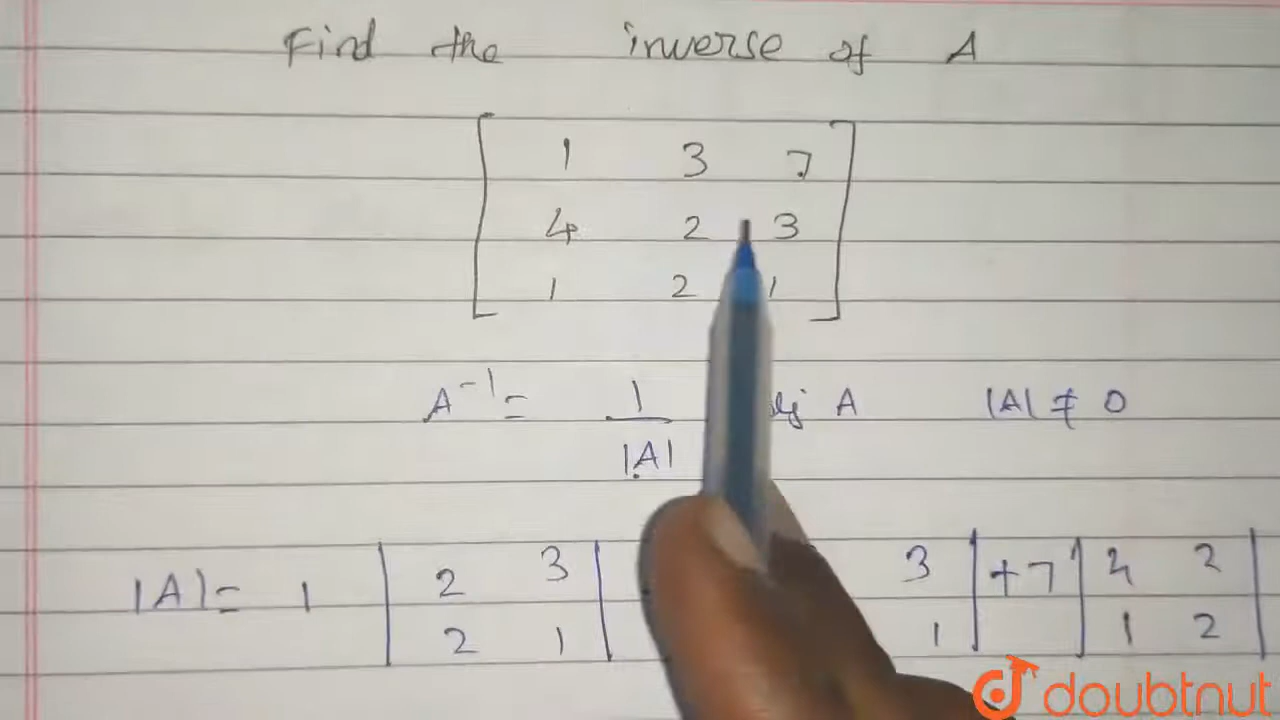 Find the inverse of A
1 3 7
4 2 3
1 2 1
A⁻¹ = 1/|A| A |A| ≠ 0
|A| = 1 | 2 3 | 3 | + 7 | 4 2 |
2 1 | 1 | 1 2 |
doubtnut